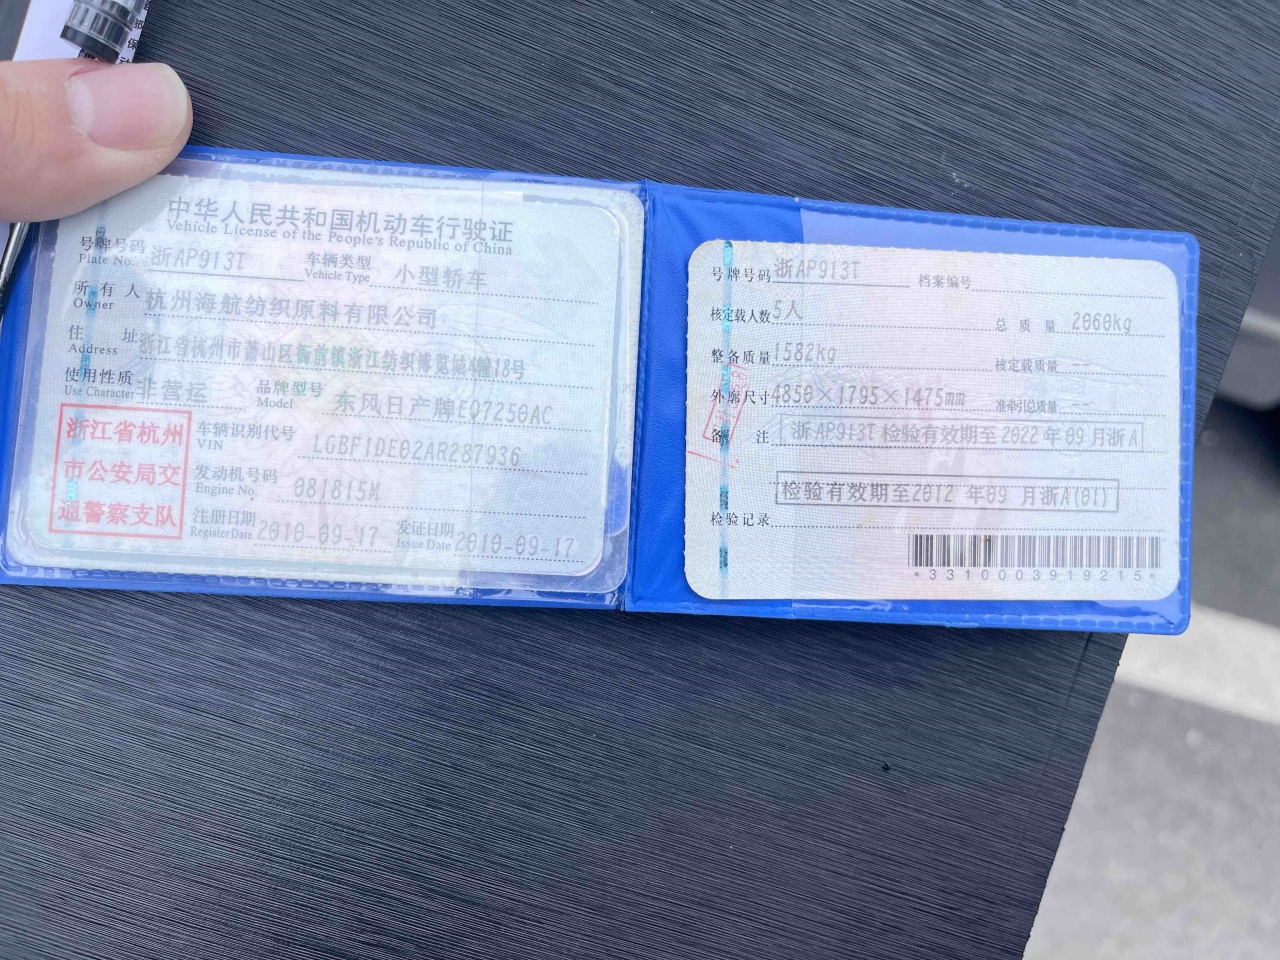 中华人民共和国机动车行驶证
Vehicle License of the People's Republic of China
号牌号码 浙AP913T 车辆类型 小型轿车
Plate No. Vehicle Type
所有人 杭州海航纺织原料有限公司
Owner
住址 浙江省杭州市萧山区衙前镇浙江纺织博览城4幢18号
Address
使用性质 非营运 品牌型号 东风日产牌EQ7250AC
Use Character Model
浙江省杭州
市公安局交
通警察支队
车辆识别代号 LGBF1DE02AR287936
VIN
发动机号码 081815M
Engine No.
注册日期 2010-09-17 发证日期 2010-09-17
Register Date Issue Date
号牌号码 浙AP913T 档案编号
核定载人数 5人 总质量 2060kg
整备质量 1582kg 核定载质量 --
外廓尺寸 4850×1795×1475mm 准牵引总质量 --
备注 浙AP913T检验有效期至2022年09月浙A
检验有效期至2012 年09 月浙A(01)
检验记录
*3310003919215*